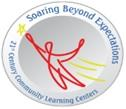 Soaring Beyond Expectations
21st Century Community Learning Centers